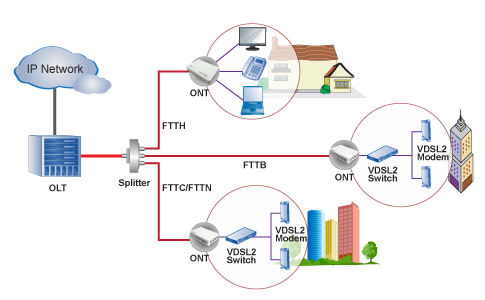 IP Network
ONT
FTTH
OLT
Splitter
FTTB
ONT
VDSL2
Switch
VDSL2
Modem
FTTC/FTTN
ONT
VDSL2
Switch
VDSL2
Modem